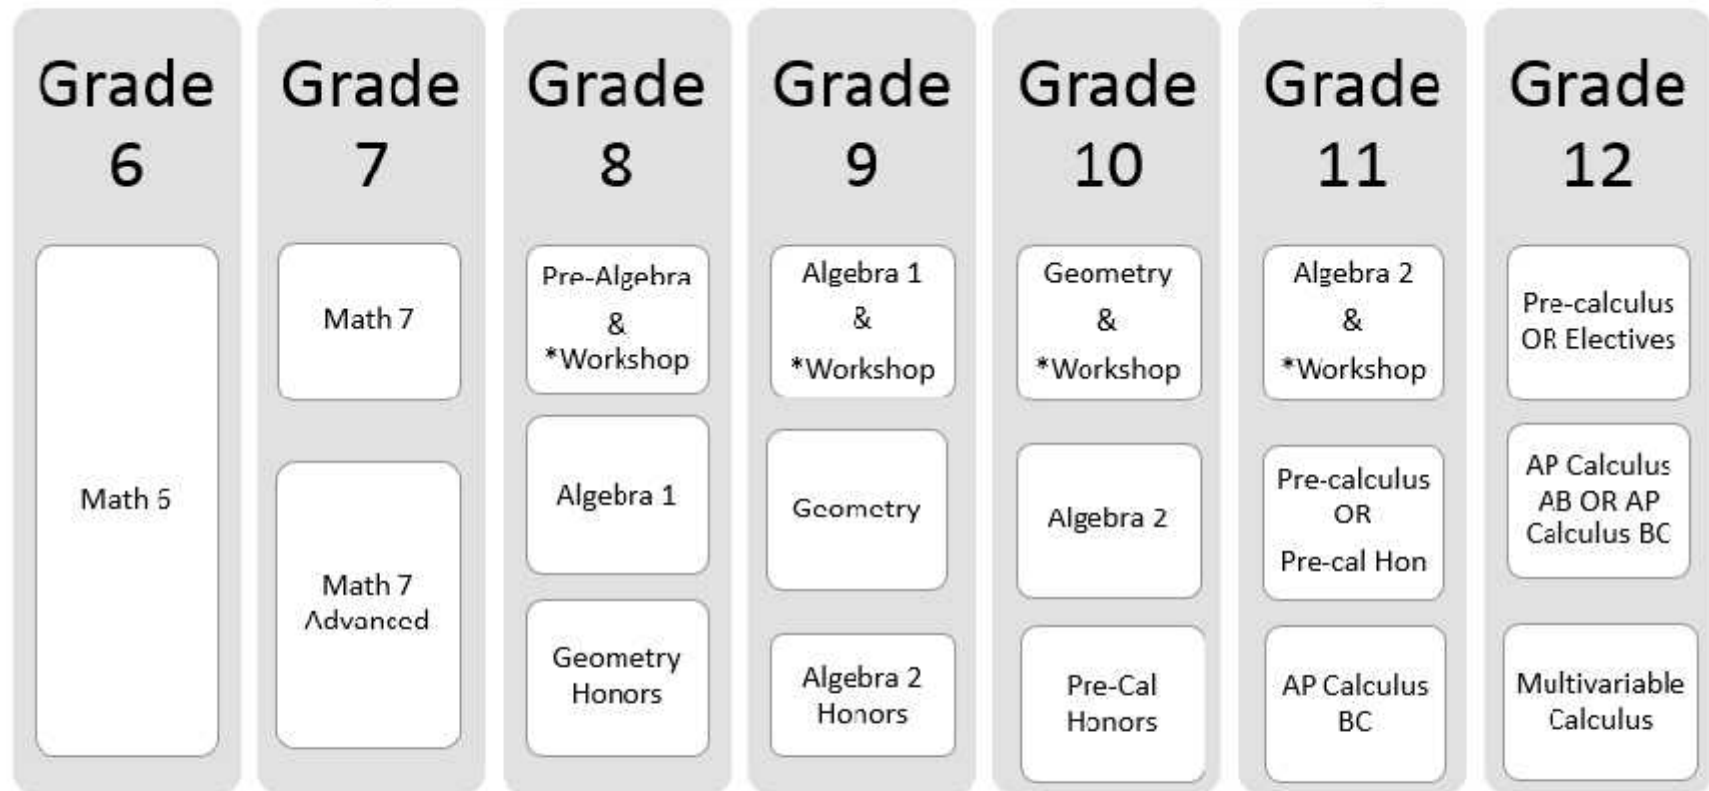 Grade
6
Math 6
Grade
7
Math 7
Math 7
Advanced
Grade
8
Pre-Algebra
&
*Workshop
Algebra 1
Geometry
Honors
Grade
9
Algebra 1
&
*Workshop
Geometry
Algebra 2
Honors
Grade
10
Geometry
&
*Workshop
Algebra 2
Pre-Cal
Honors
Grade
11
Algebra 2
&
*Workshop
Pre-calculus
OR
Pre-cal Hon
AP Calculus
BC
Grade
12
Pre-calculus
OR Electives
AP Calculus
AB OR AP
Calculus BC
Multivariable
Calculus